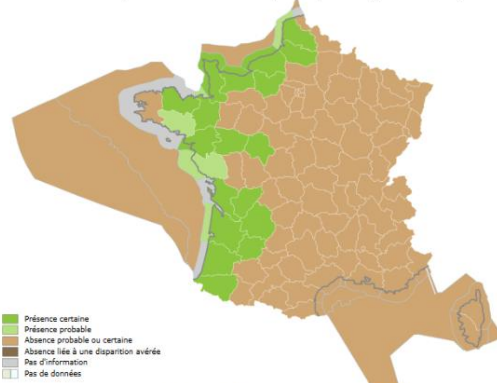 Présence certaine
Présence probable
Absence probable ou certaine
Absence liée à une disparition avérée
Pas d'information
Pas de données